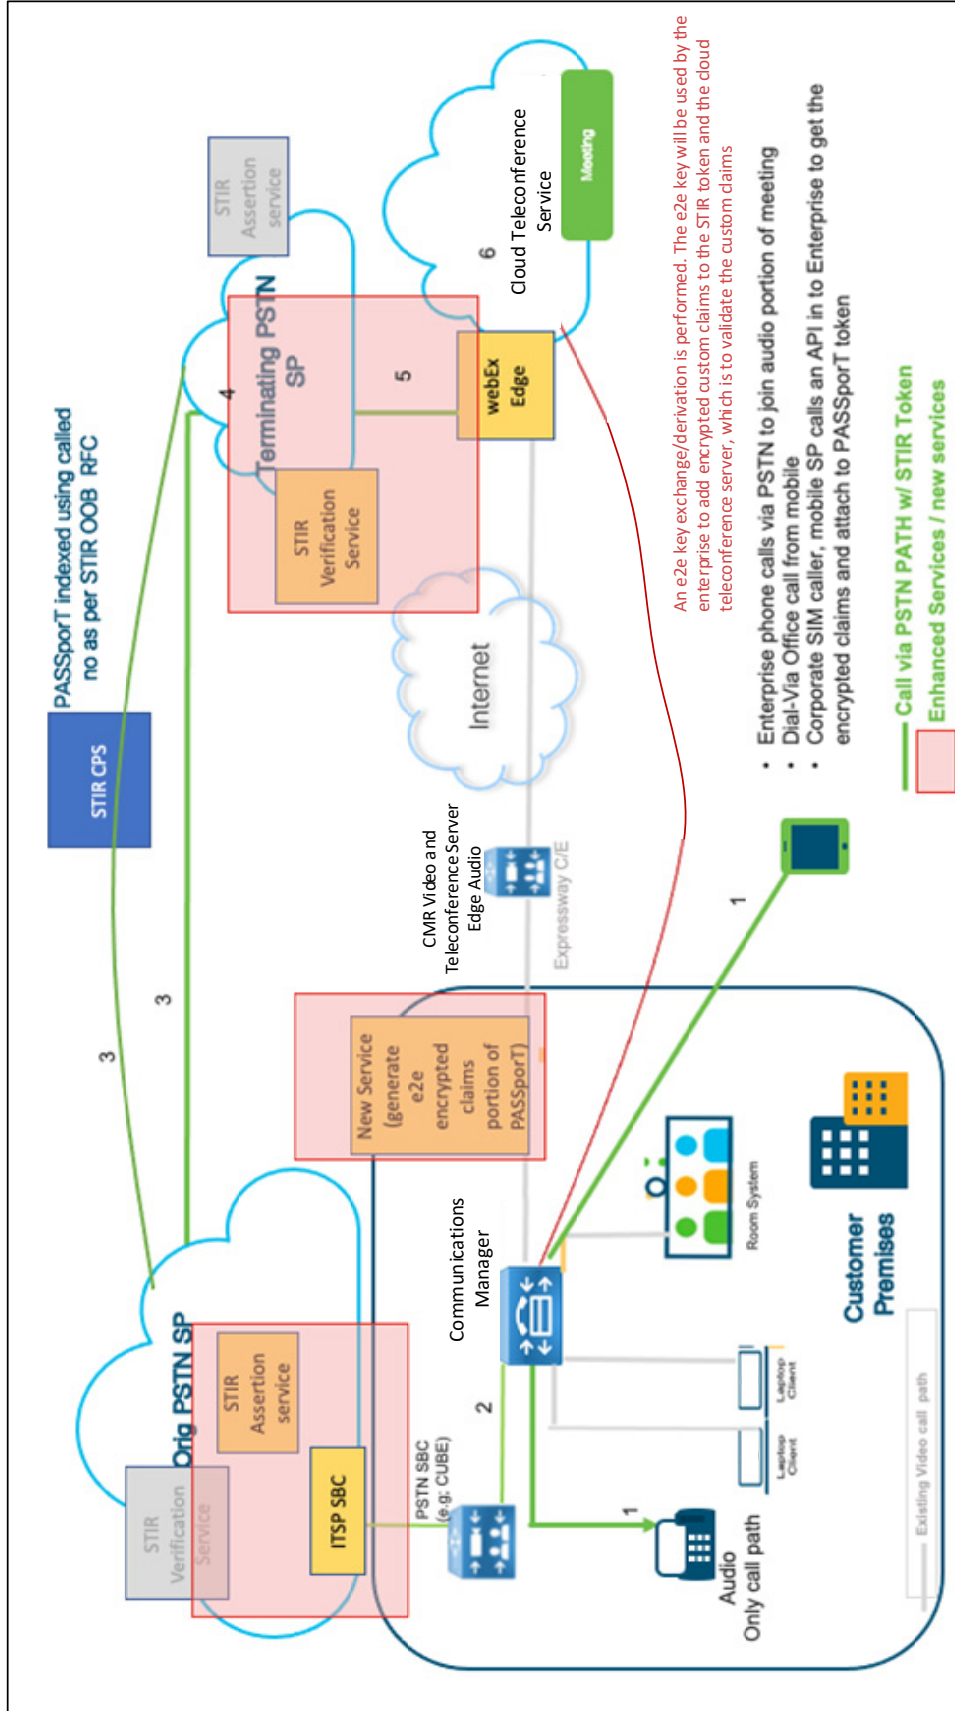 PASSporT indexed using called
no as per STIR OOB RFC
STIR CPS
3
3
Orig PSTN SP
STIR
Verification
Service
STIR
Assertion
service
ITSP SBC
4
Terminating PSTN
SP
STIR
Assertion
service
STIR
Verification
Service
5
webEx
Edge
6
Cloud Teleconference
Service
Meeting
Internet
CMR Video and
Teleconference Server
Edge Audio
Expressway C/E
New Service
(generate
e2e
encrypted
claims
portion of
PASSporT)
PSTN SBC
(e.g; CUBE)
2
Communications
Manager
1
1
Audio
Only call path
Laptop
Client
Laptop
Client
Room System
Customer
Premises
Existing Video call path
An e2e key exchange/derivation is performed. The e2e key will be used by the
enterprise to add encrypted custom claims to the STIR token and the cloud
teleconference server, which is to validate the custom claims
• Enterprise phone calls via PSTN to join audio portion of meeting
• Dial-Via Office call from mobile
• Corporate SIM caller, mobile SP calls an API in to Enterprise to get the
encrypted claims and attach to PASSporT token
Call via PSTN PATH w/ STIR Token
Enhanced Services / new services